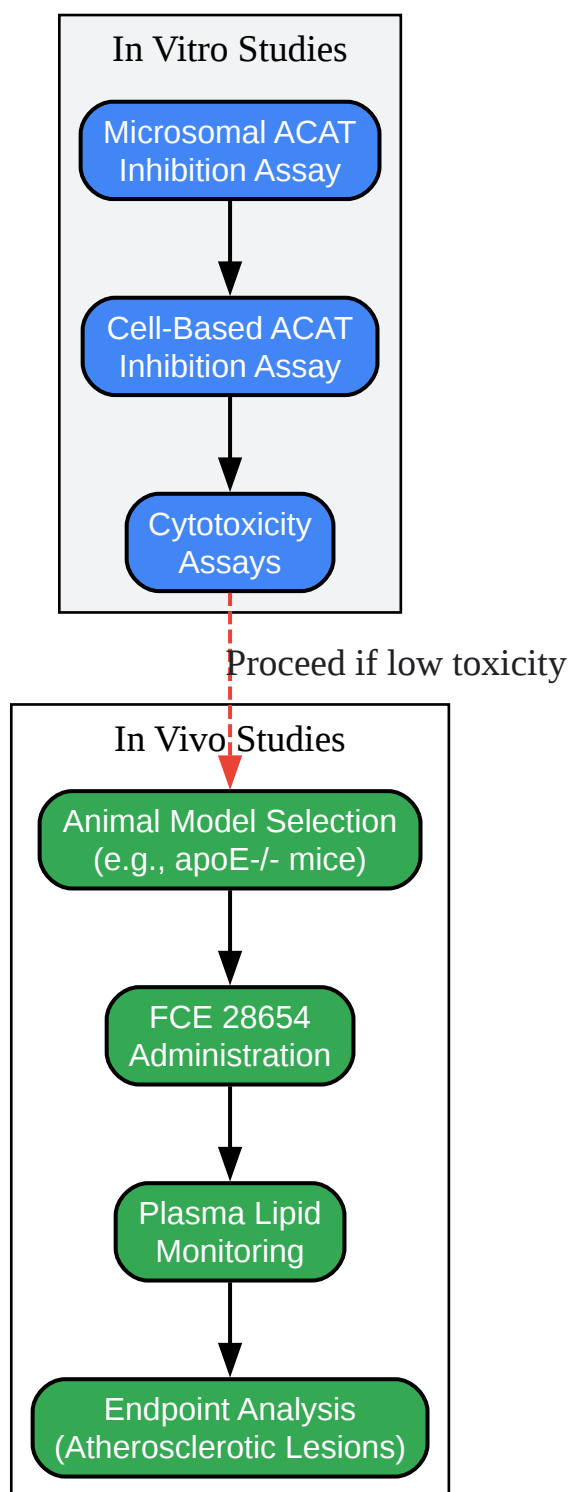 In Vitro Studies
Microsomal ACAT
Inhibition Assay
Cell-Based ACAT
Inhibition Assay
Cytotoxicity
Assays
Proceed if low toxicity
In Vivo Studies
Animal Model Selection
(e.g., apoE-/- mice)
FCE 28654
Administration
Plasma Lipid
Monitoring
Endpoint Analysis
(Atherosclerotic Lesions)